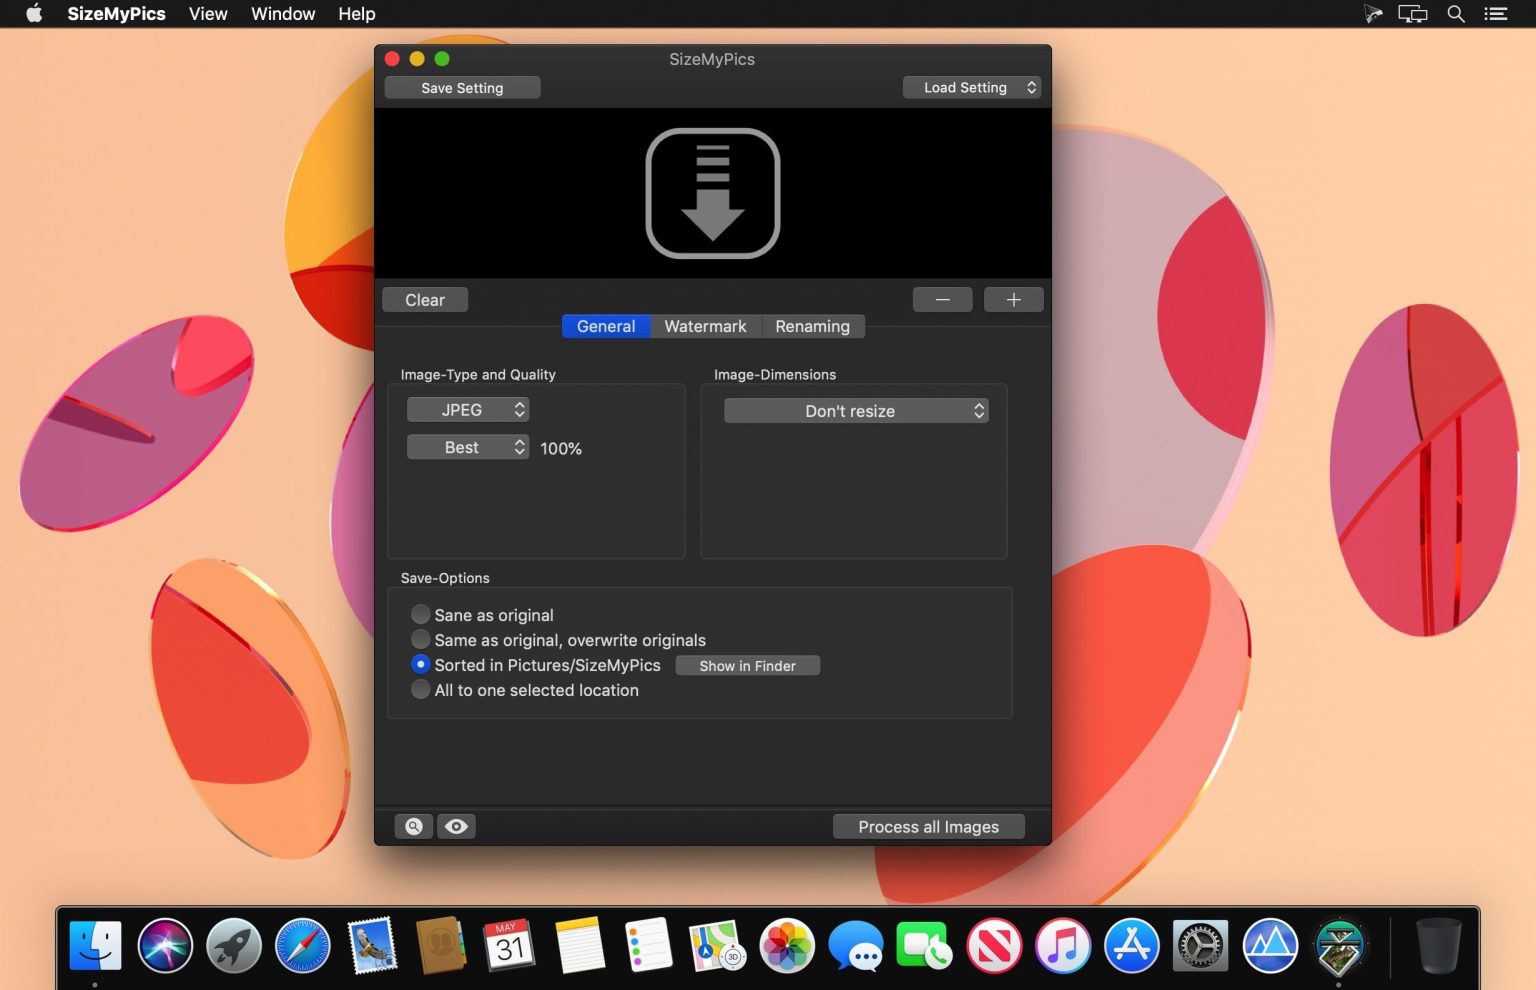 SizeMyPics View Window Help
SizeMyPics
Save Setting
Load Setting
Clear
General Watermark Renaming
Image-Type and Quality
Image-Dimensions
JPEG
Don't resize
Best 100%
Save-Options
Sane as original
Same as original, overwrite originals
Sorted in Pictures/SizeMyPics Show in Finder
All to one selected location
Process all Images
MAY
31
3D